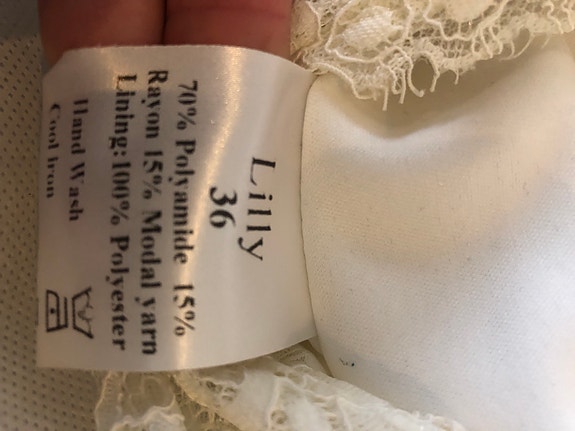 Lilly
36
70% Polyamide 15%
Rayon 15% Modal yarn
Lining:100% Polyester
Hand Wash
Cool Iron